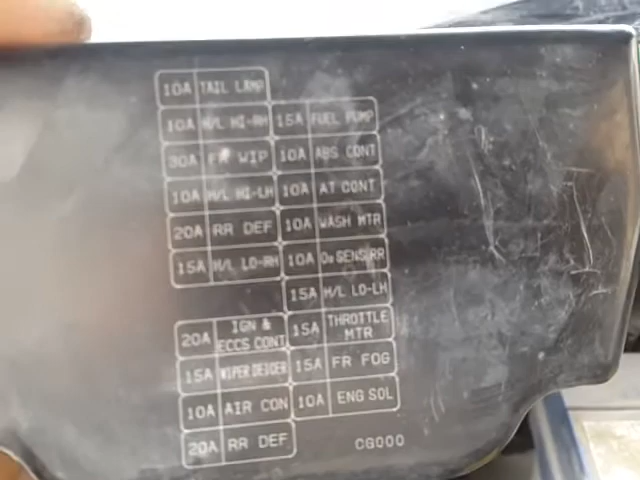 10A TAIL LAMP
10A H/L HI-RH 15A FUEL PUMP
30A FR WIP 10A ABS CONT
10A H/L HI-LH 10A AT CONT
20A RR DEF 10A WASH MTR
15A H/L LO-RH 10A O₂ SENS RR
15A H/L LO-LH
20A IGN & ECCS CONT 15A THROTTLE MTR
15A WIPER DEICER 15A FR FOG
10A AIR CON 10A ENG SOL
20A RR DEF
CG000